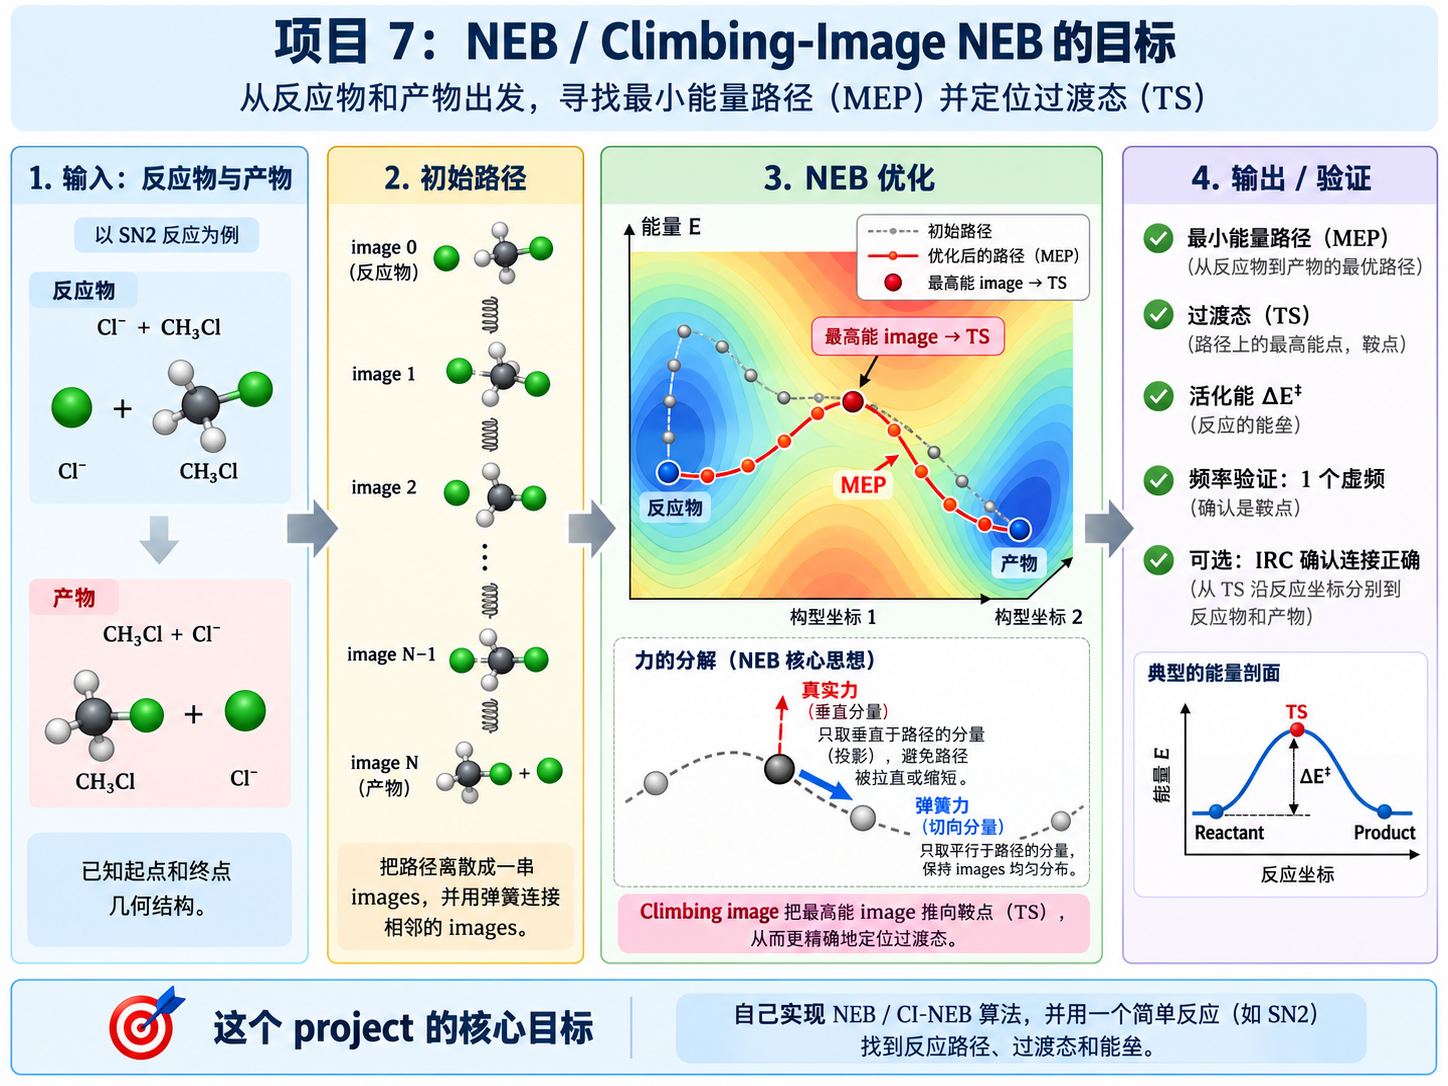 项目 7：NEB / Climbing-Image NEB 的目标
从反应物和产物出发，寻找最小能量路径（MEP）并定位过渡态（TS）
1. 输入：反应物与产物
以 SN2 反应为例
反应物
Cl⁻ + CH₃Cl
+
Cl⁻
CH₃Cl
产物
CH₃Cl + Cl⁻
+
CH₃Cl
Cl⁻
已知起点和终点
几何结构。
2. 初始路径
image 0
（反应物）
image 1
image 2
⋮
image N−1
image N
（产物）
+
把路径离散成一串
images，并用弹簧连接
相邻的 images。
3. NEB 优化
能量 E
初始路径
优化后的路径（MEP）
最高能 image → TS
最高能 image → TS
MEP
反应物
产物
构型坐标 1
构型坐标 2
力的分解（NEB 核心思想）
真实力
（垂直分量）
只取垂直于路径的分量
（投影），避免路径
被拉直或缩短。
弹簧力
（切向分量）
只取平行于路径的分量，
保持 images 均匀分布。
Climbing image 把最高能 image 推向鞍点（TS），
从而更精确地定位过渡态。
4. 输出 / 验证
最小能量路径（MEP）
（从反应物到产物的最优路径）
过渡态（TS）
（路径上的最高能点，鞍点）
活化能 ΔE‡
（反应的能垒）
频率验证：1 个虚频
（确认是鞍点）
可选：IRC 确认连接正确
（从 TS 沿反应坐标分别到
反应物和产物）
典型的能量剖面
能量 E
TS
ΔE‡
Reactant
Product
反应坐标
这个 project 的核心目标
自己实现 NEB / CI-NEB 算法，并用一个简单反应（如 SN2）
找到反应路径、过渡态和能垒。